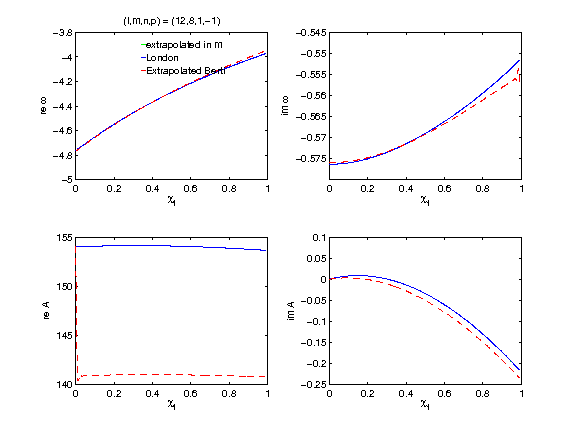 (l,m,n,p) = (12,8,1,−1)
−3.8
−4
−4.2
−4.4
−4.6
−4.8
−5
re ω
0 0.2 0.4 0.6 0.8 1
χf
extrapolated in m
London
Extrapolated Berti
−0.545
−0.55
−0.555
−0.56
−0.565
−0.57
−0.575
im ω
0 0.2 0.4 0.6 0.8 1
χf
155
150
145
140
re A
0 0.2 0.4 0.6 0.8 1
χf
0.1
0.05
0
−0.05
−0.1
−0.15
−0.2
−0.25
im A
0 0.2 0.4 0.6 0.8 1
χf